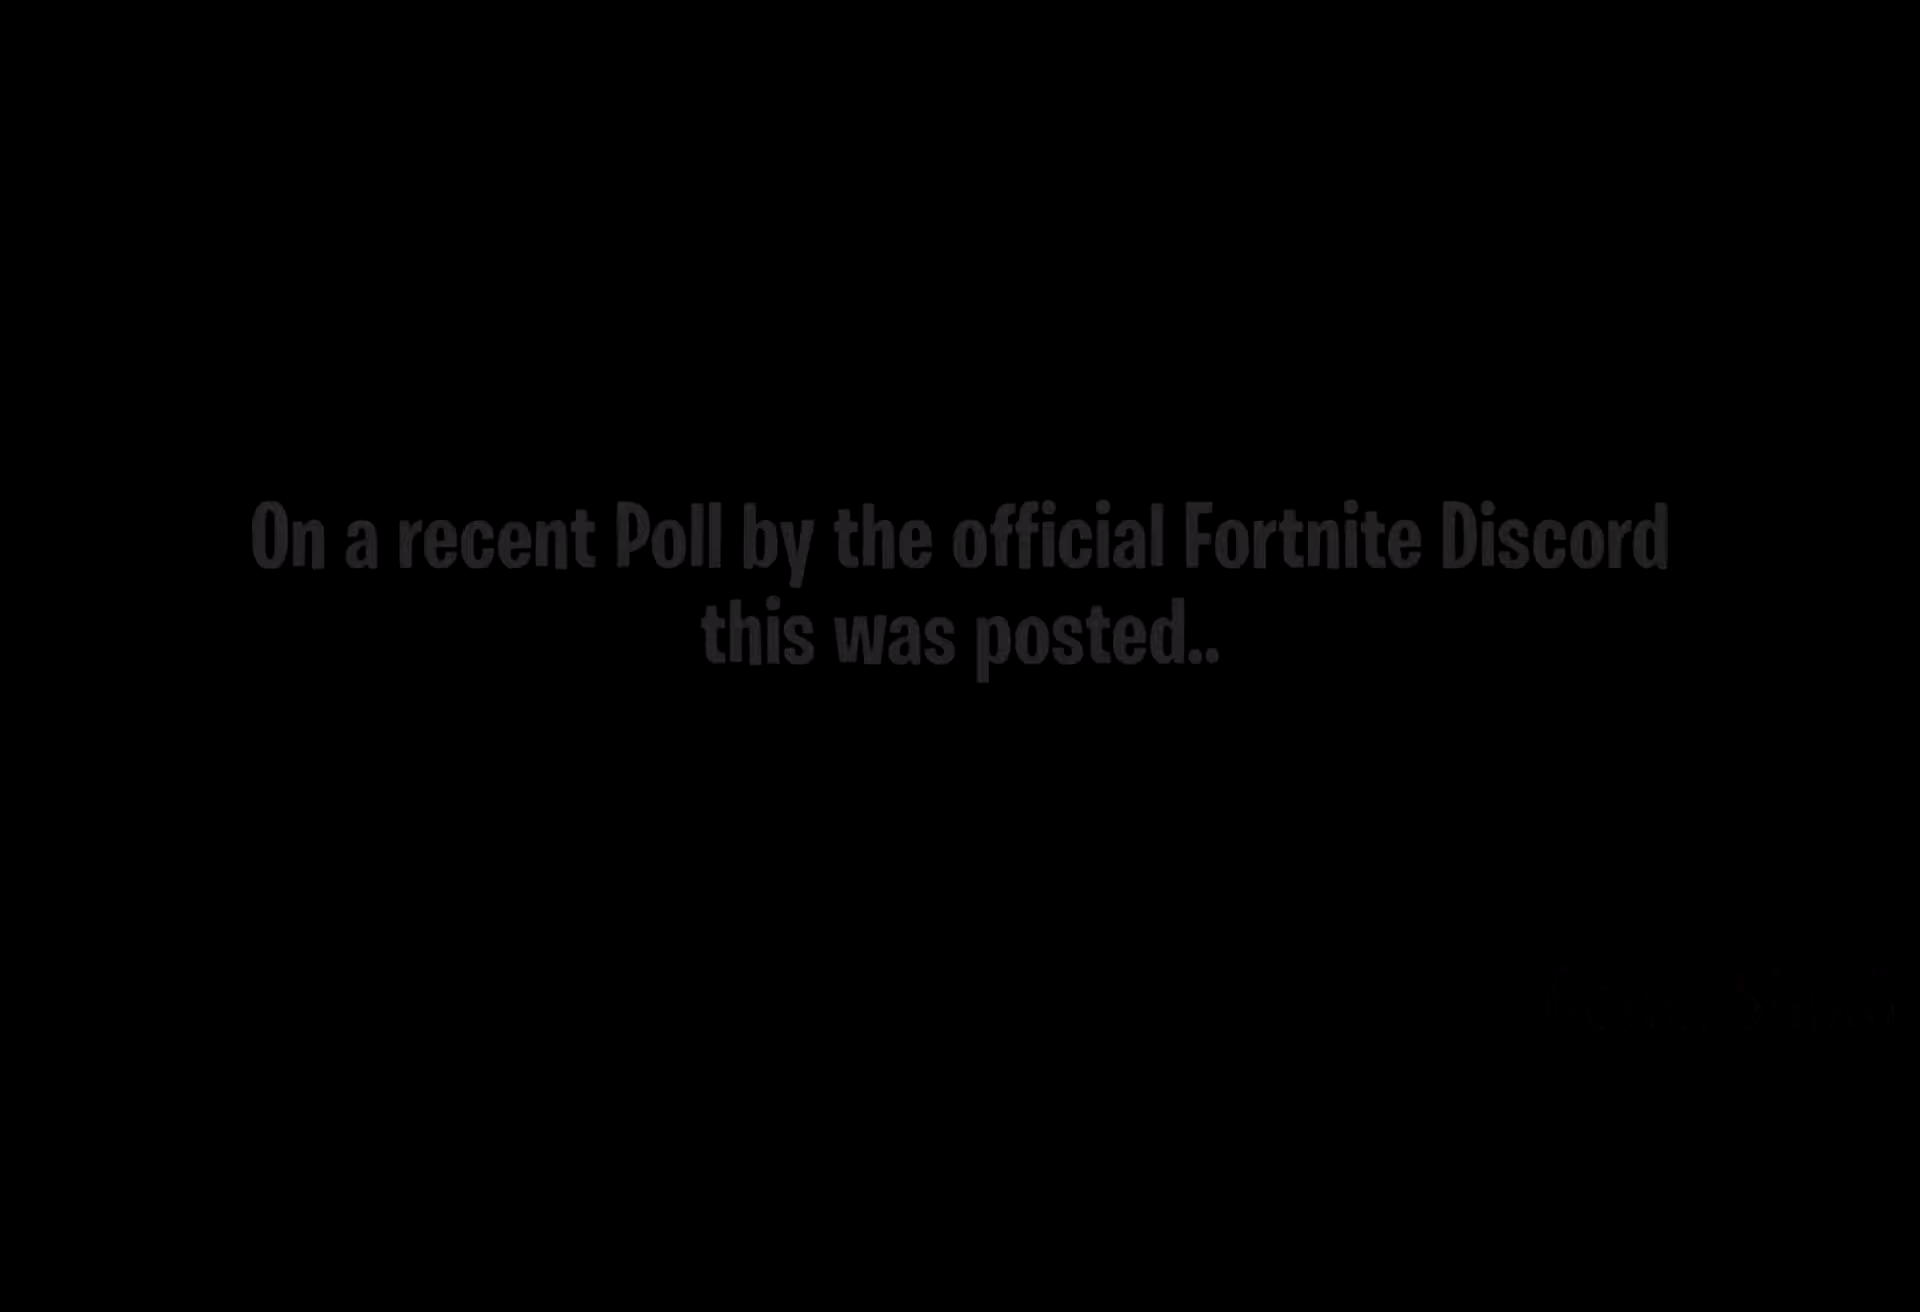 On a recent Poll by the official Fortnite Discord
this was posted..